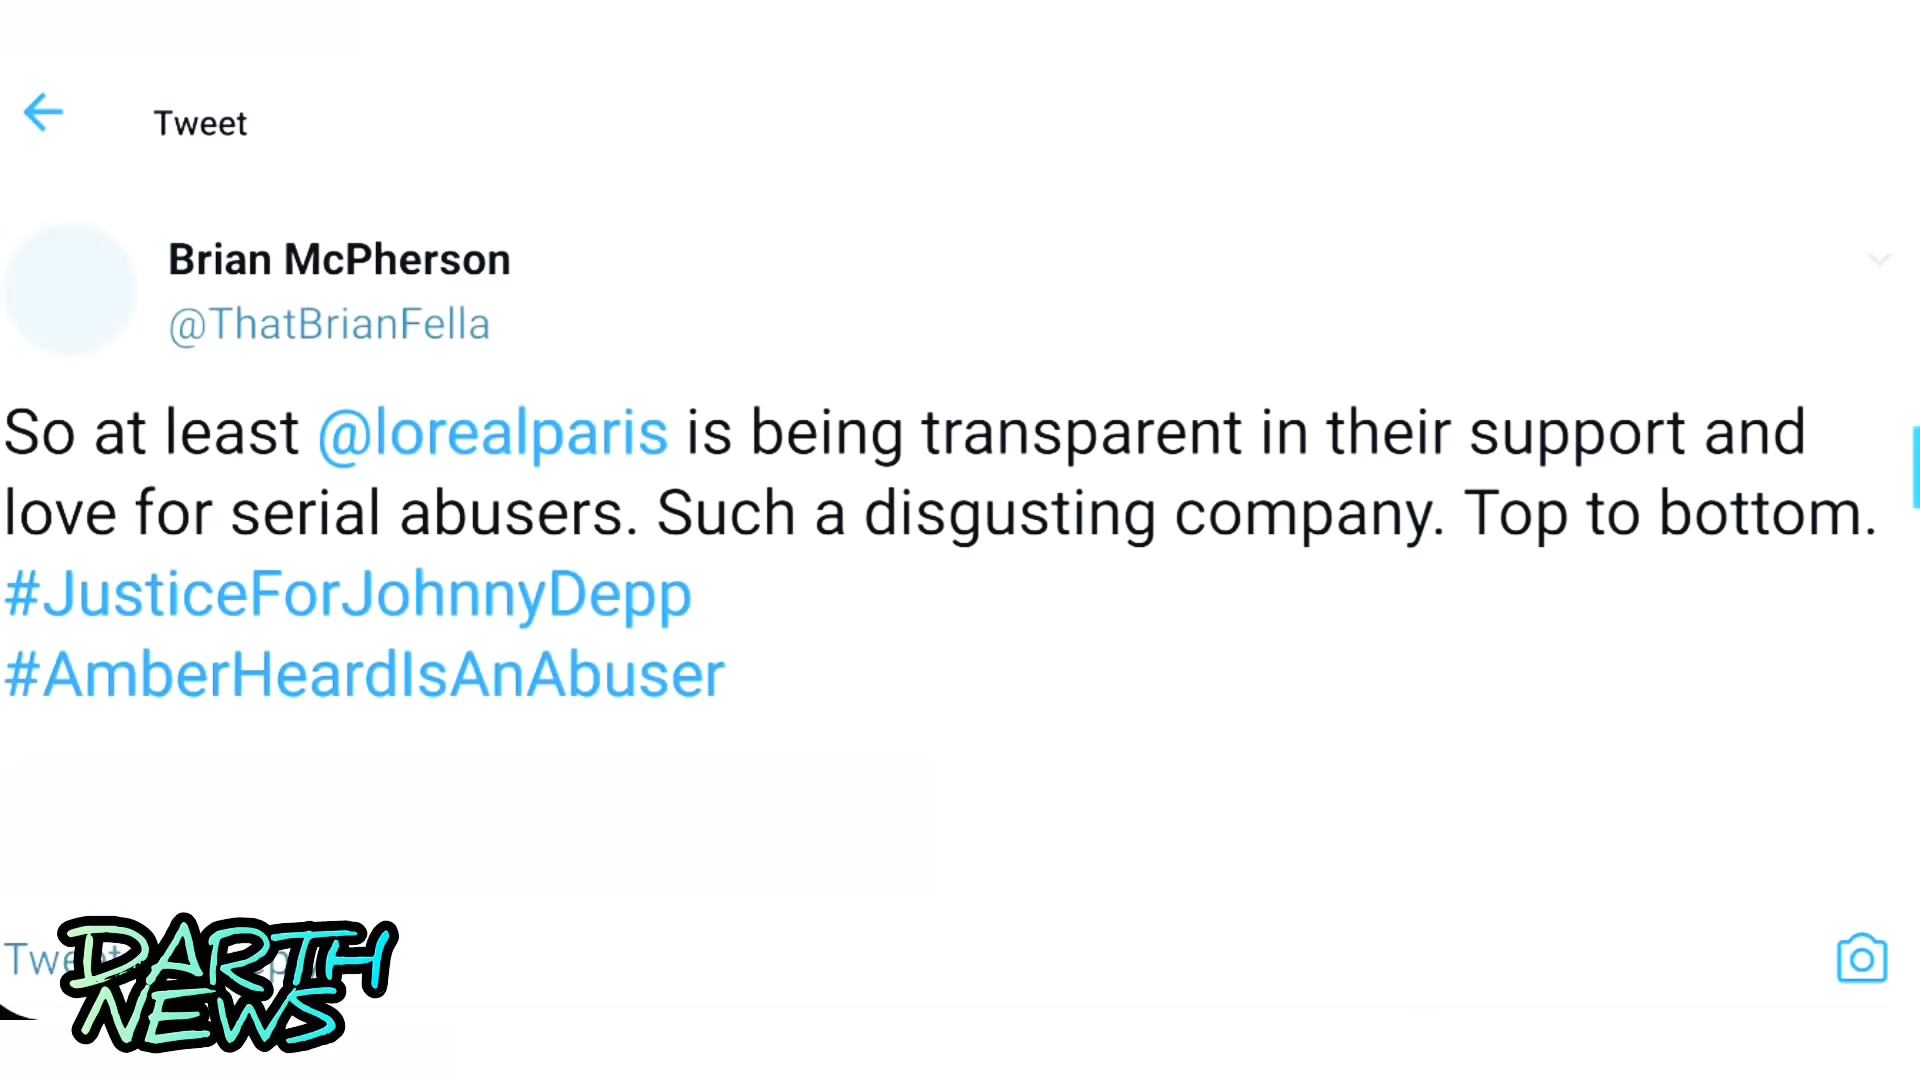 Tweet
Brian McPherson
@ThatBrianFella
So at least @lorealparis is being transparent in their support and
love for serial abusers. Such a disgusting company. Top to bottom.
#JusticeForJohnnyDepp
#AmberHeardIsAnAbuser
DARTH
NEWS